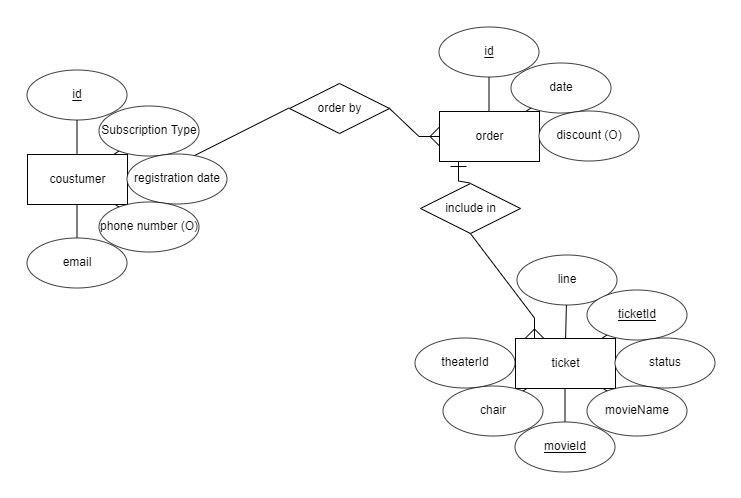 id
Subscription Type
coustumer
registration date
phone number (O)
email
order by
id
date
order
discount (O)
include in
line
ticketId
theaterId
ticket
status
chair
movieName
movieId